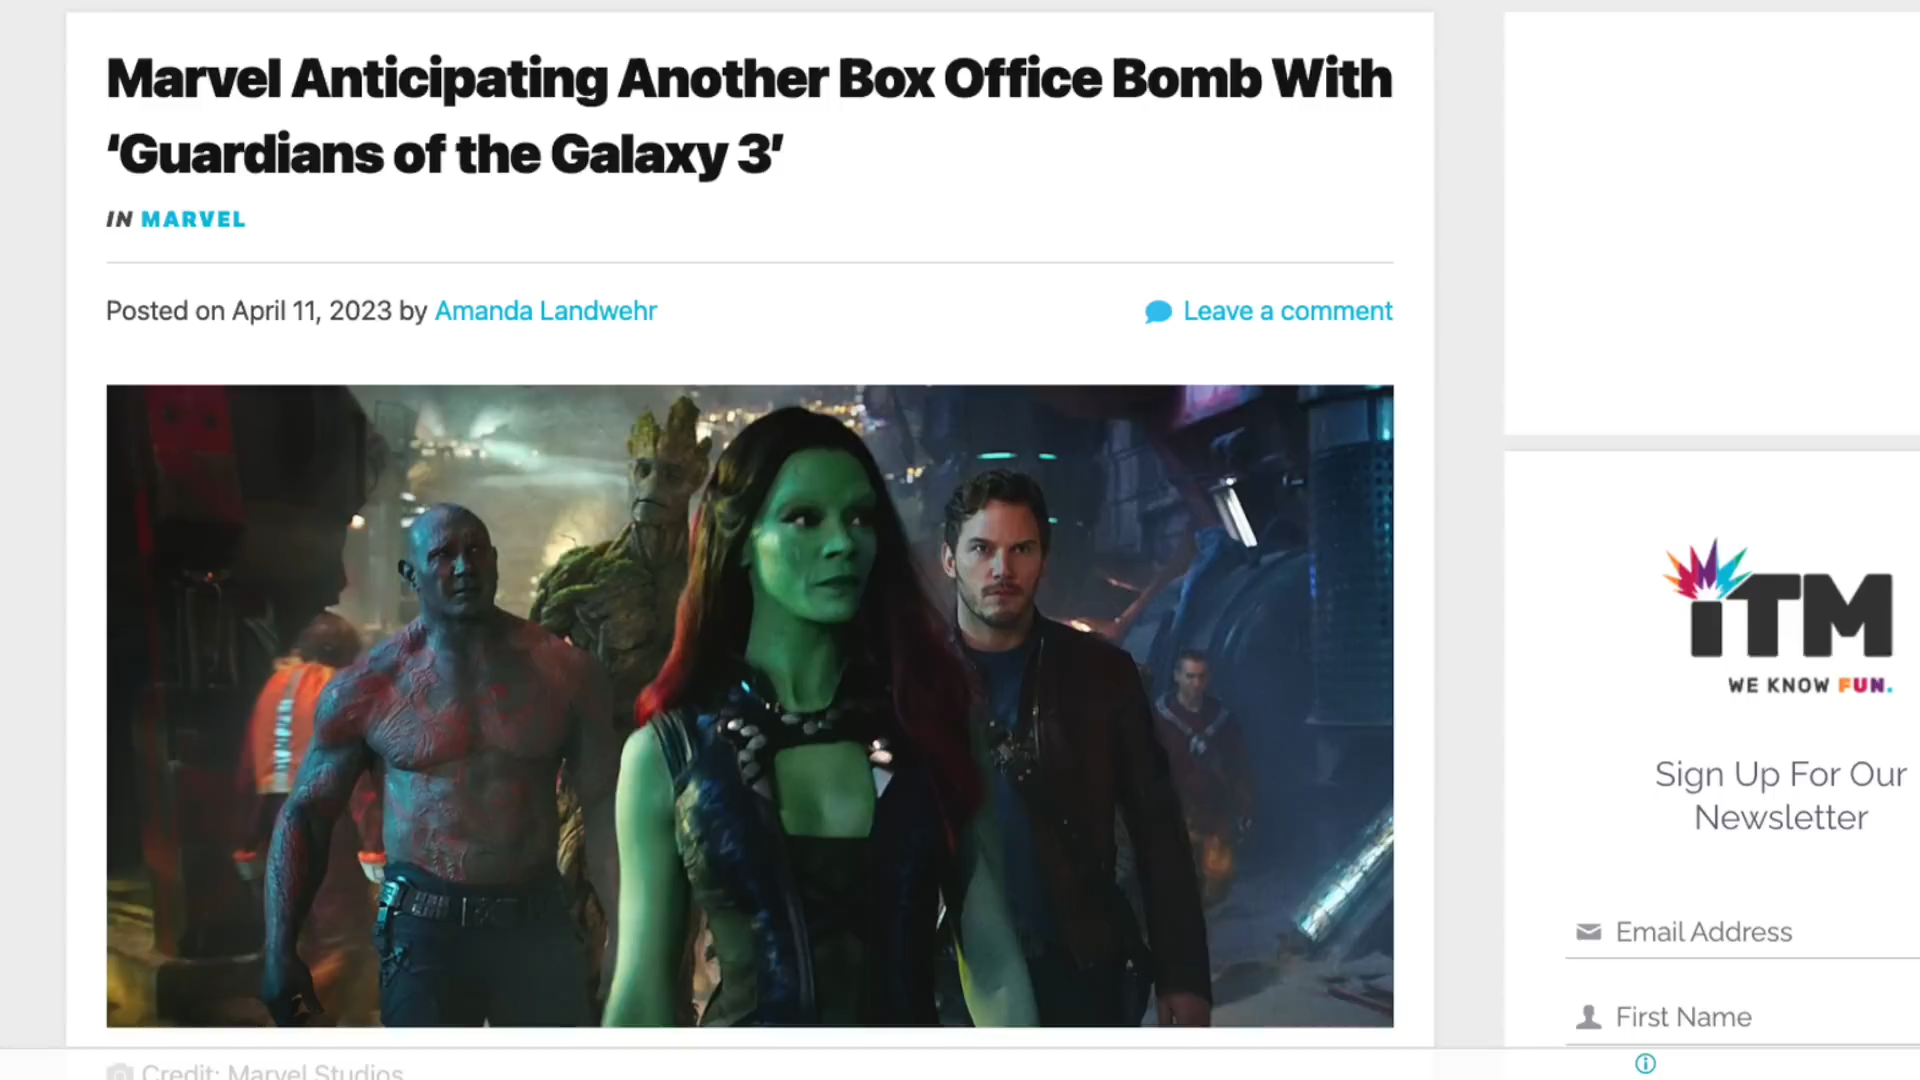 Marvel Anticipating Another Box Office Bomb With
‘Guardians of the Galaxy 3’
IN MARVEL
Posted on April 11, 2023 by Amanda Landwehr
Leave a comment
Credit: Marvel Studios
iTM
WE KNOW FUN.
Sign Up For Our
Newsletter
Email Address
First Name